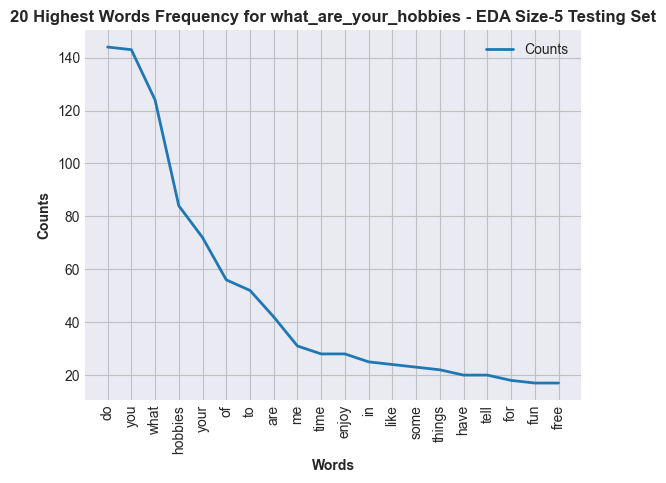 20 Highest Words Frequency for what_are_your_hobbies - EDA Size-5 Testing Set
Counts
140
120
100
80
60
40
20
Counts
do
you
what
hobbies
your
of
to
are
me
time
enjoy
in
like
some
things
have
tell
for
fun
free
Words